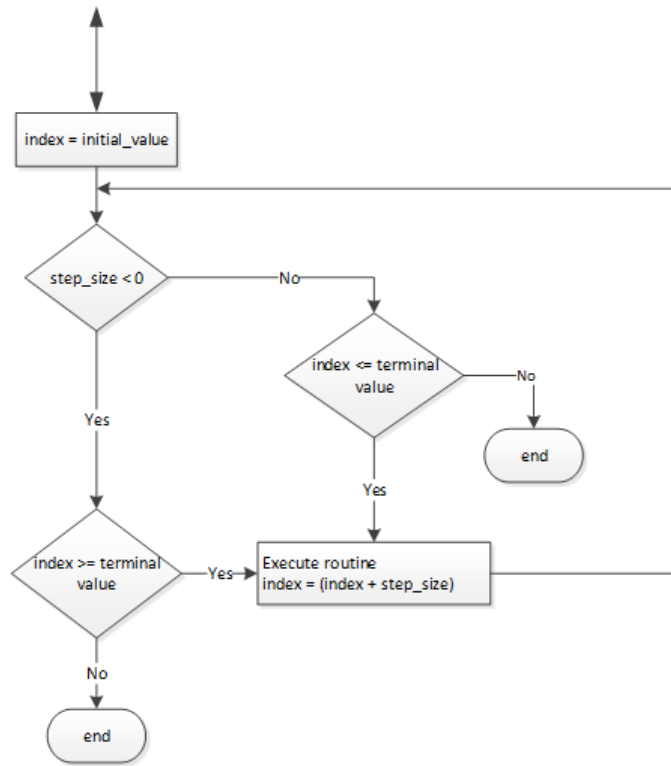 index = initial_value
step_size < 0
No
index <= terminal
value
No
end
Yes
Yes
index >= terminal
value
Yes
Execute routine
index = (index + step_size)
No
end